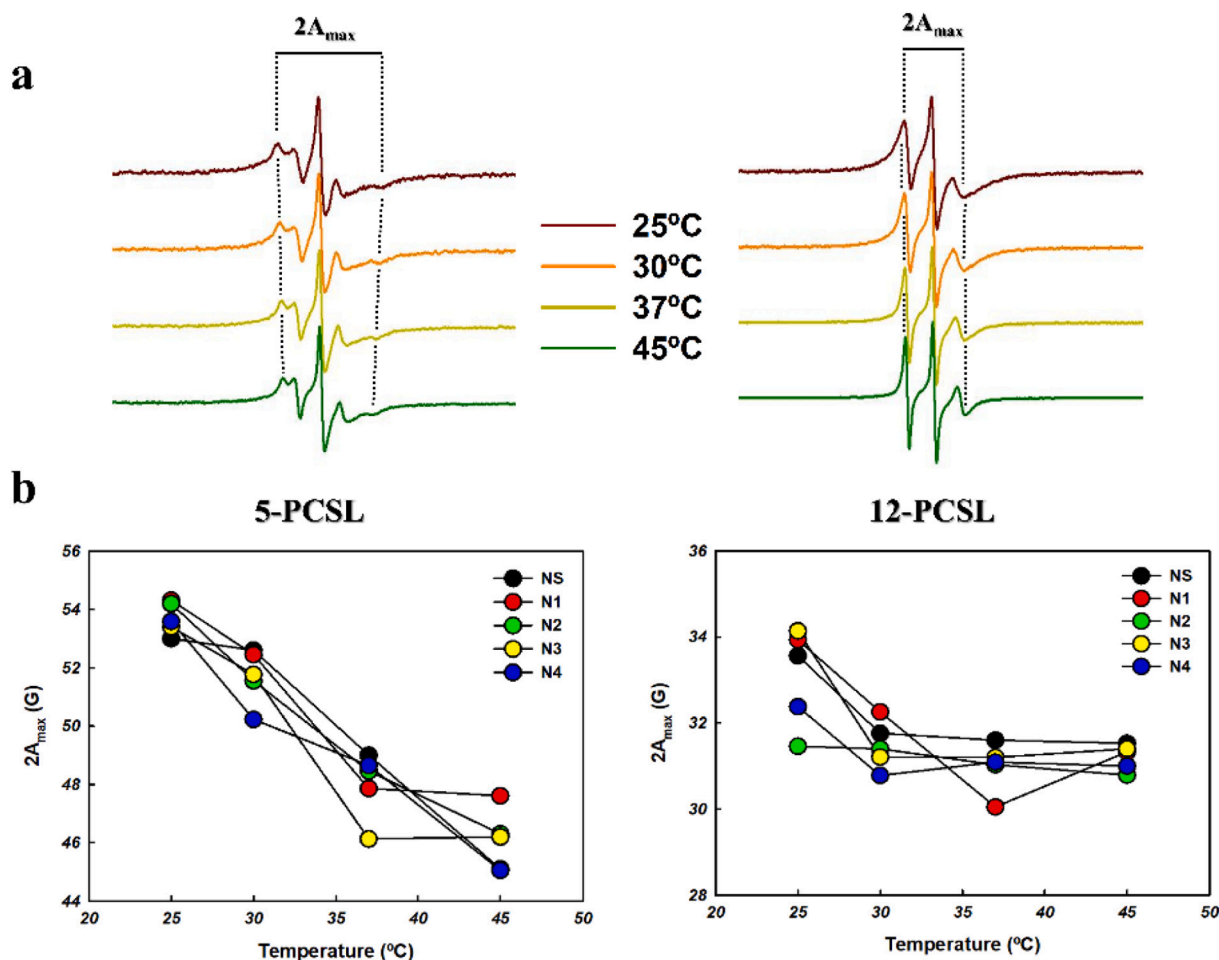 2Amax
2Amax
a
25ºC
30ºC
37ºC
45ºC
b
5-PCSL
12-PCSL
56
54
52
50
48
46
44
2Amax (G)
NS
N1
N2
N3
N4
20 25 30 35 40 45 50
Temperature (ºC)
36
34
32
30
28
2Amax (G)
NS
N1
N2
N3
N4
20 25 30 35 40 45 50
Temperature (ºC)